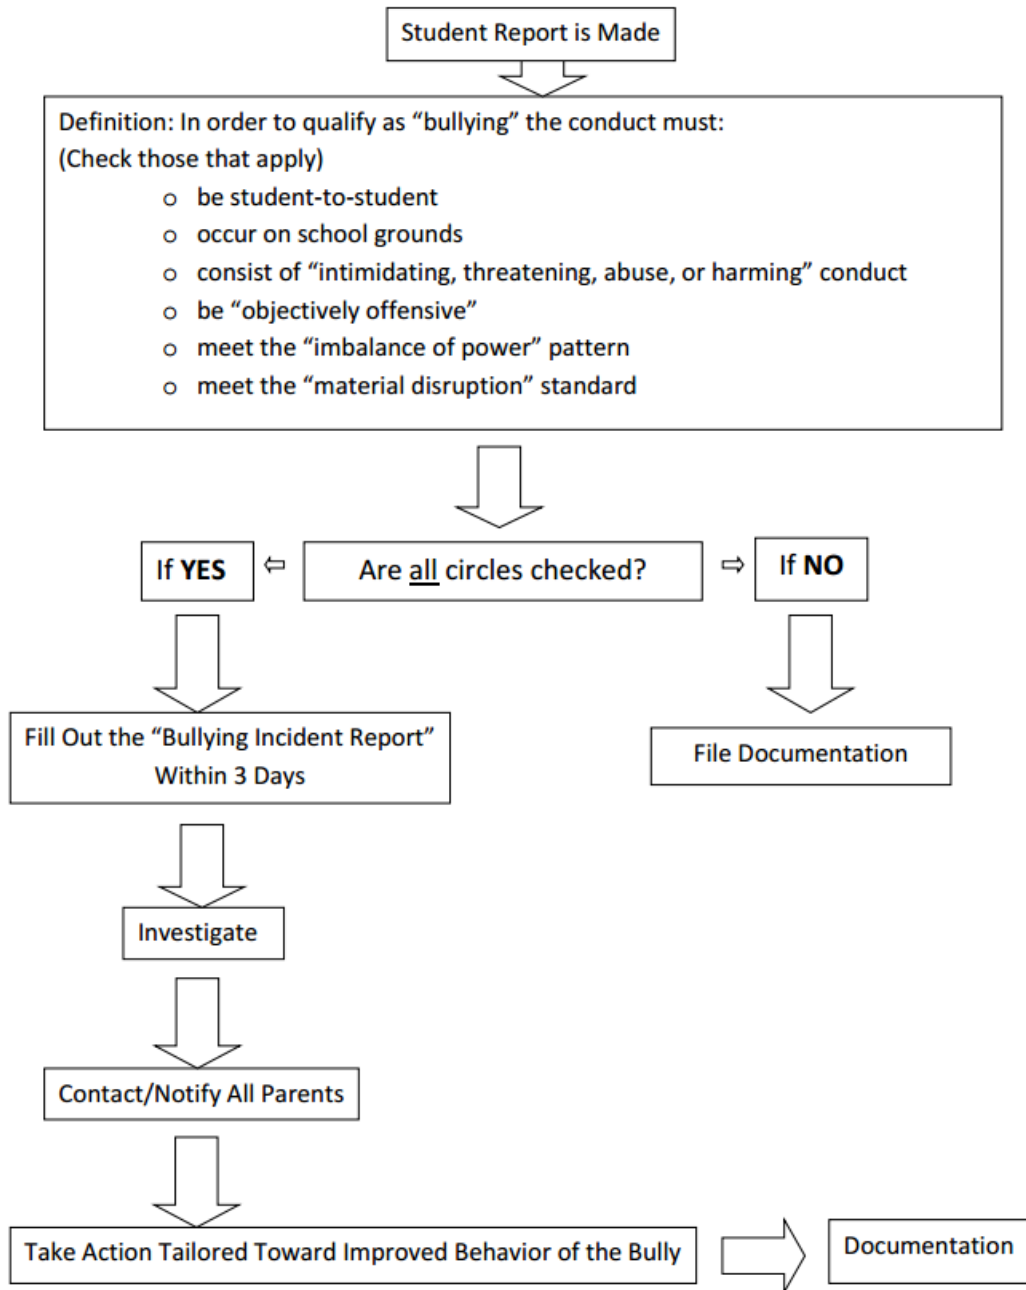 Student Report is Made
Definition: In order to qualify as “bullying” the conduct must:
(Check those that apply)
o be student-to-student
o occur on school grounds
o consist of “intimidating, threatening, abuse, or harming” conduct
o be “objectively offensive”
o meet the “imbalance of power” pattern
o meet the “material disruption” standard
If YES
Are all circles checked?
If NO
Fill Out the “Bullying Incident Report”
Within 3 Days
File Documentation
Investigate
Contact/Notify All Parents
Take Action Tailored Toward Improved Behavior of the Bully
Documentation